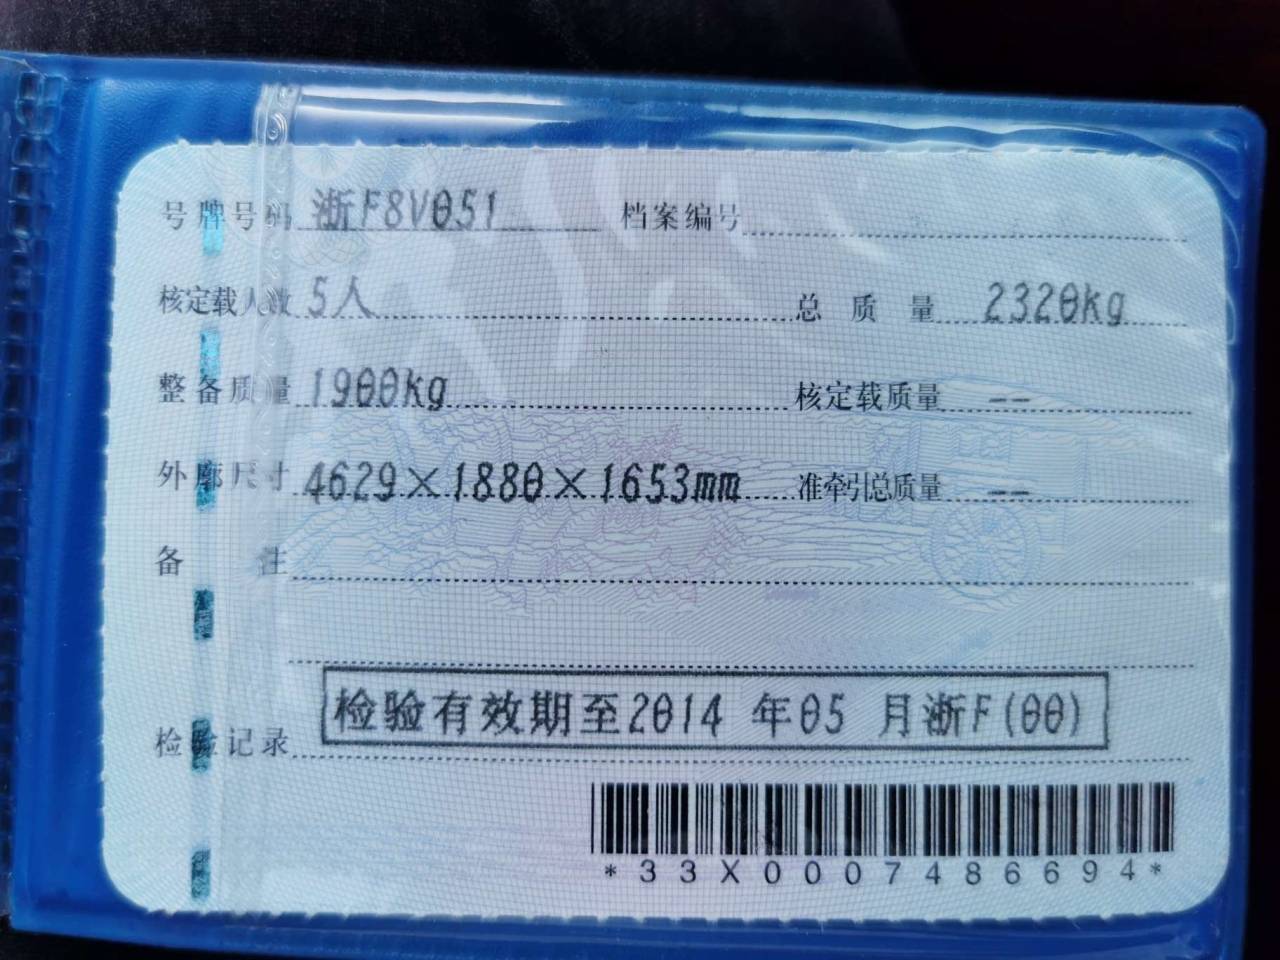 号牌号码 浙F8V051 档案编号
核定载人数 5人 总质量 2320kg
整备质量 1900kg 核定载质量 --
外廓尺寸 4629×1880×1653mm 准牵引总质量 --
备注
检验有效期至2014 年05 月浙F(00)
检验记录
*33X0007486694*